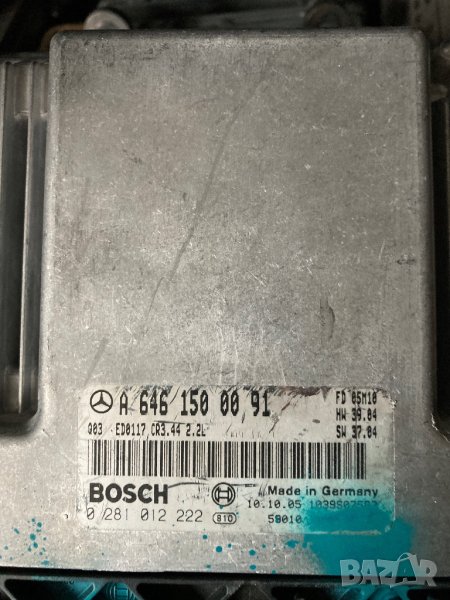 A 646 150 00 91
FD 05M10
HW 39.04
SW 37.04
Q03 ED0117 CR3.44 2.2L
BOSCH
Made in Germany
10.10.05
0 281 012 222
810
58010
BAZAR